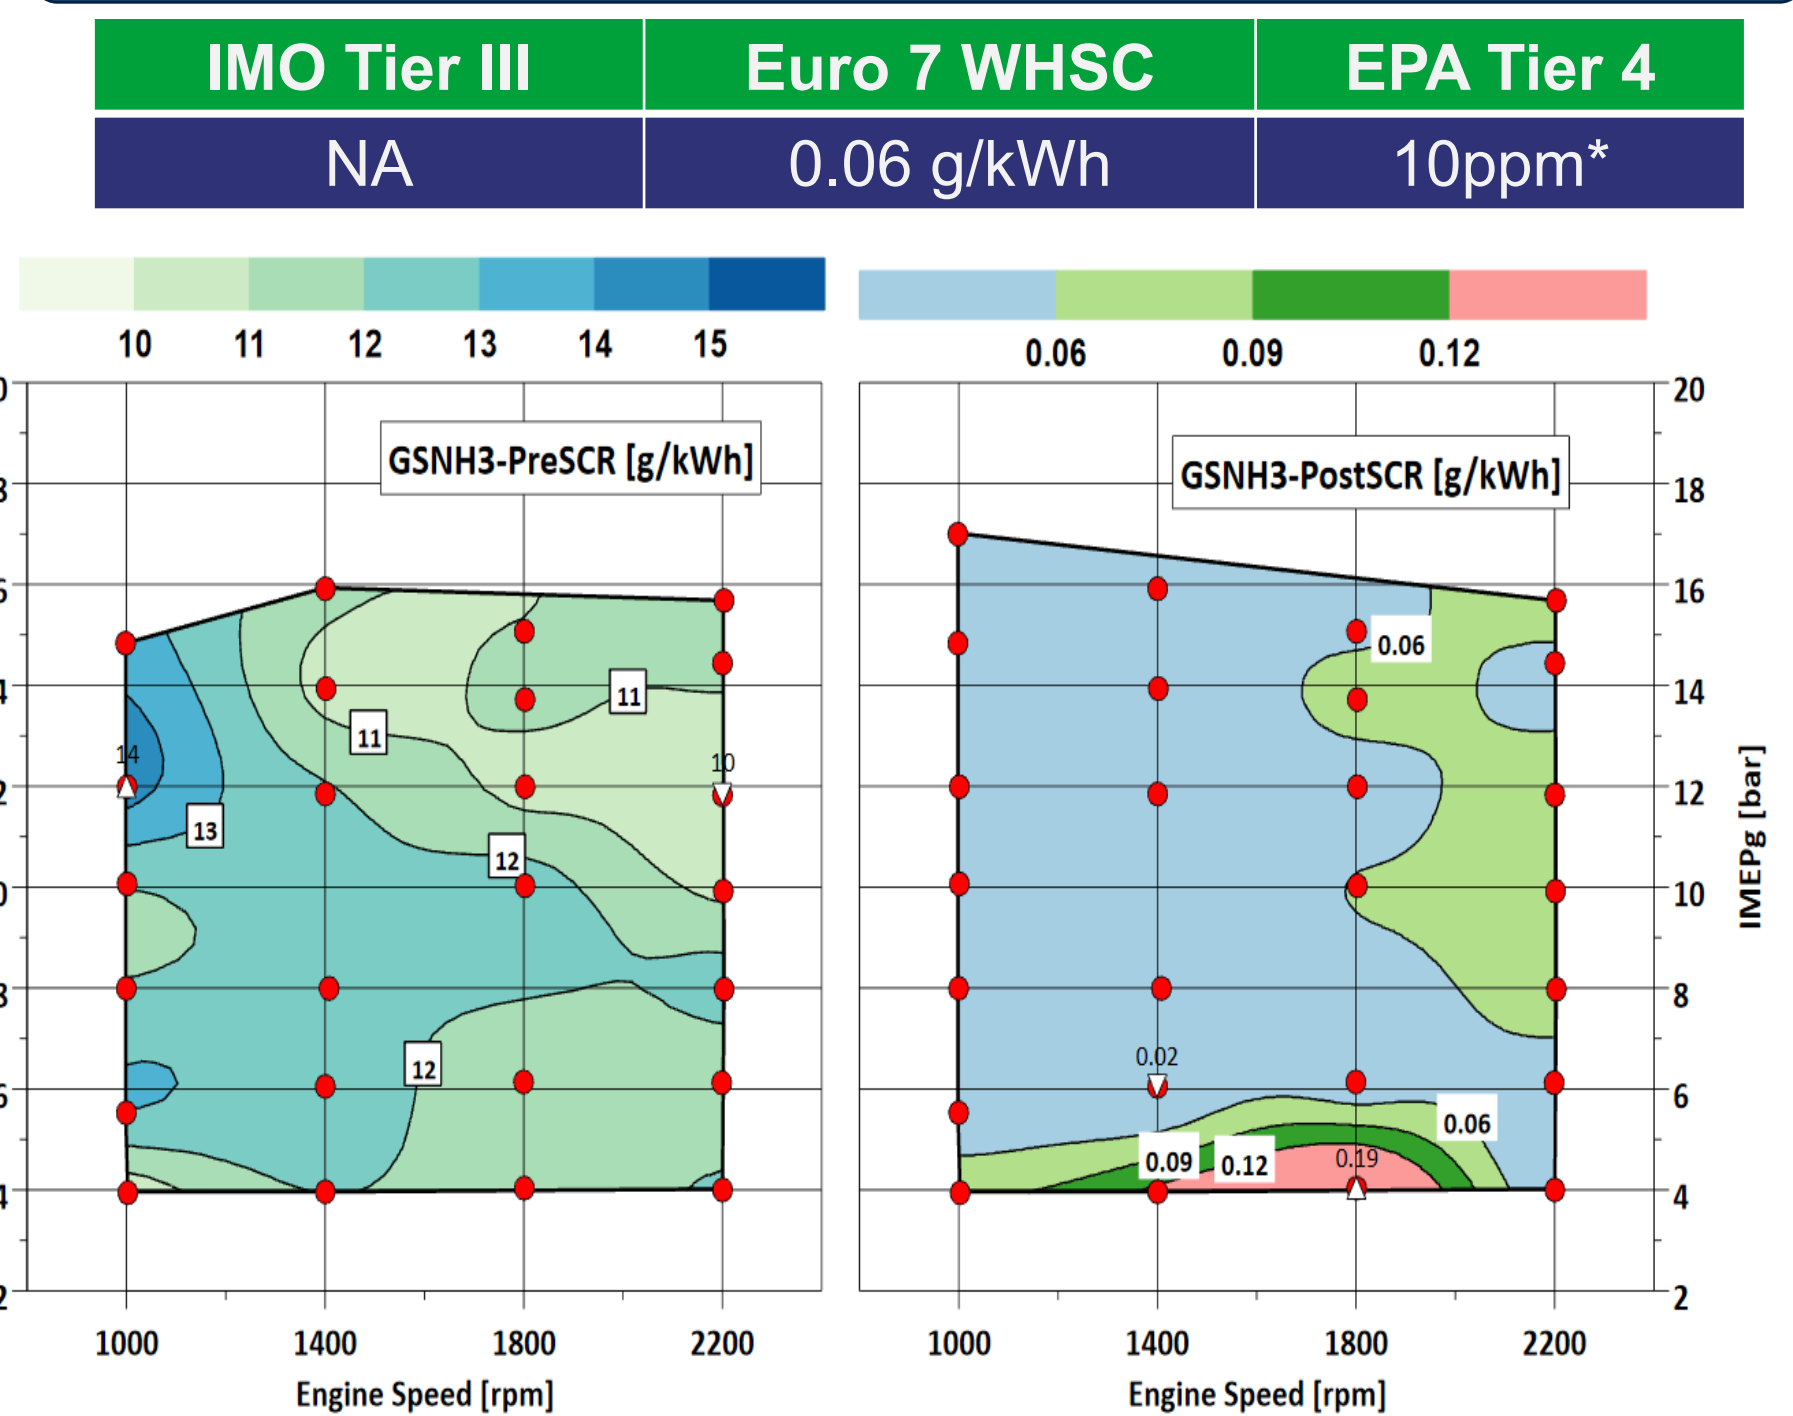 IMO Tier III Euro 7 WHSC EPA Tier 4
NA 0.06 g/kWh 10ppm*
10 11 12 13 14 15
0.06 0.09 0.12
GSNH3-PreSCR [g/kWh]
14
10
11
11
13
12
12
1000 1400 1800 2200
Engine Speed [rpm]
GSNH3-PostSCR [g/kWh]
0.06
0.02
0.06
0.09 0.12 0.19
20
18
16
14
12
10
8
6
4
2
IMEPg [bar]
1000 1400 1800 2200
Engine Speed [rpm]